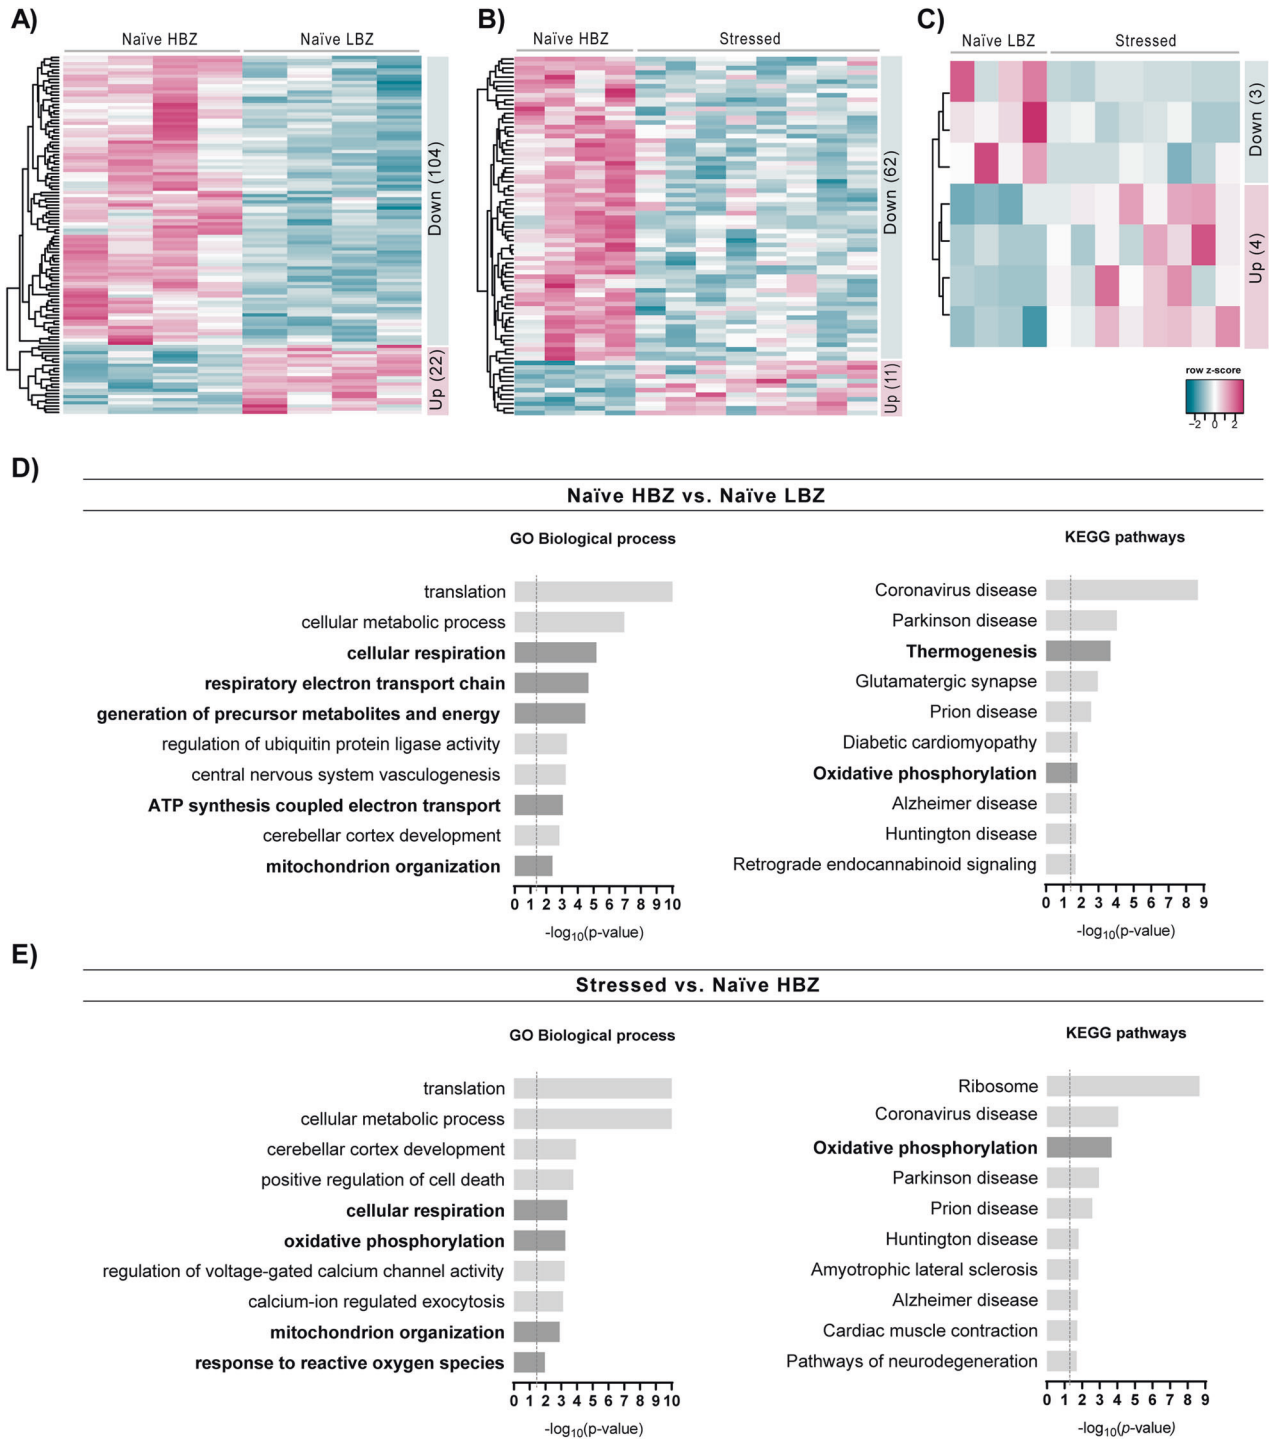 A)
Naïve HBZ
Naïve LBZ
Down (104)
Up (22)
B)
Naïve HBZ
Stressed
Down (62)
Up (11)
C)
Naïve LBZ
Stressed
Down (3)
Up (4)
row z-score
−2 0 2
D)
Naïve HBZ vs. Naïve LBZ
GO Biological process
translation
cellular metabolic process
cellular respiration
respiratory electron transport chain
generation of precursor metabolites and energy
regulation of ubiquitin protein ligase activity
central nervous system vasculogenesis
ATP synthesis coupled electron transport
cerebellar cortex development
mitochondrion organization
0 1 2 3 4 5 6 7 8 9 10
-log10(p-value)
KEGG pathways
Coronavirus disease
Parkinson disease
Thermogenesis
Glutamatergic synapse
Prion disease
Diabetic cardiomyopathy
Oxidative phosphorylation
Alzheimer disease
Huntington disease
Retrograde endocannabinoid signaling
0 1 2 3 4 5 6 7 8 9
-log10(p-value)
E)
Stressed vs. Naïve HBZ
GO Biological process
translation
cellular metabolic process
cerebellar cortex development
positive regulation of cell death
cellular respiration
oxidative phosphorylation
regulation of voltage-gated calcium channel activity
calcium-ion regulated exocytosis
mitochondrion organization
response to reactive oxygen species
0 1 2 3 4 5 6 7 8 9 10
-log10(p-value)
KEGG pathways
Ribosome
Coronavirus disease
Oxidative phosphorylation
Parkinson disease
Prion disease
Huntington disease
Amyotrophic lateral sclerosis
Alzheimer disease
Cardiac muscle contraction
Pathways of neurodegeneration
0 1 2 3 4 5 6 7 8 9
-log10(p-value)